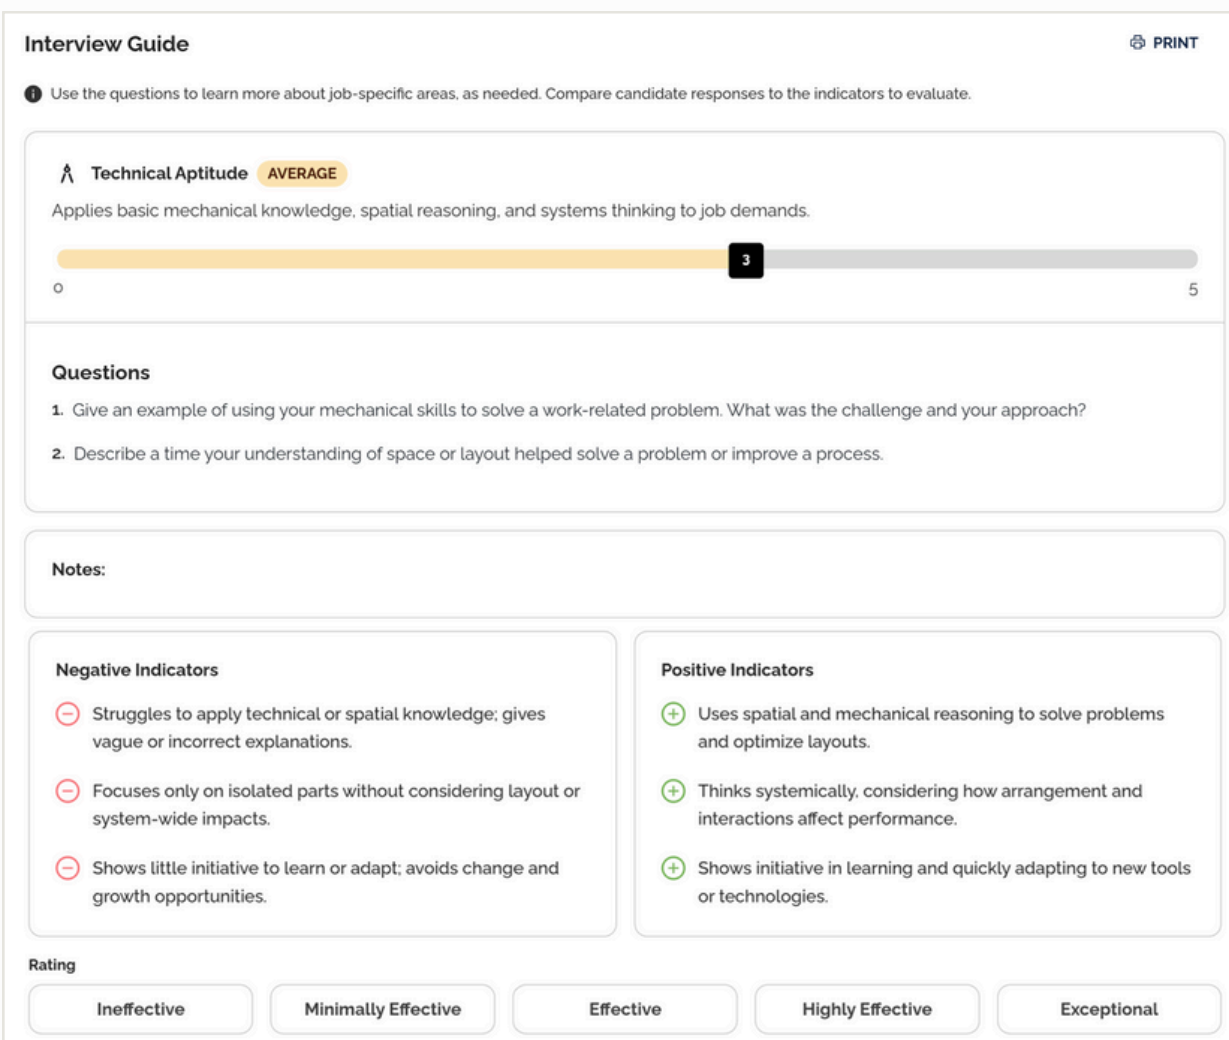 Interview Guide
PRINT
Use the questions to learn more about job-specific areas, as needed. Compare candidate responses to the indicators to evaluate.
Technical Aptitude AVERAGE
Applies basic mechanical knowledge, spatial reasoning, and systems thinking to job demands.
3
0
5
Questions
1. Give an example of using your mechanical skills to solve a work-related problem. What was the challenge and your approach?
2. Describe a time your understanding of space or layout helped solve a problem or improve a process.
Notes:
Negative Indicators
Struggles to apply technical or spatial knowledge; gives
vague or incorrect explanations.
Focuses only on isolated parts without considering layout or
system-wide impacts.
Shows little initiative to learn or adapt; avoids change and
growth opportunities.
Positive Indicators
Uses spatial and mechanical reasoning to solve problems
and optimize layouts.
Thinks systemically, considering how arrangement and
interactions affect performance.
Shows initiative in learning and quickly adapting to new tools
or technologies.
Rating
Ineffective
Minimally Effective
Effective
Highly Effective
Exceptional